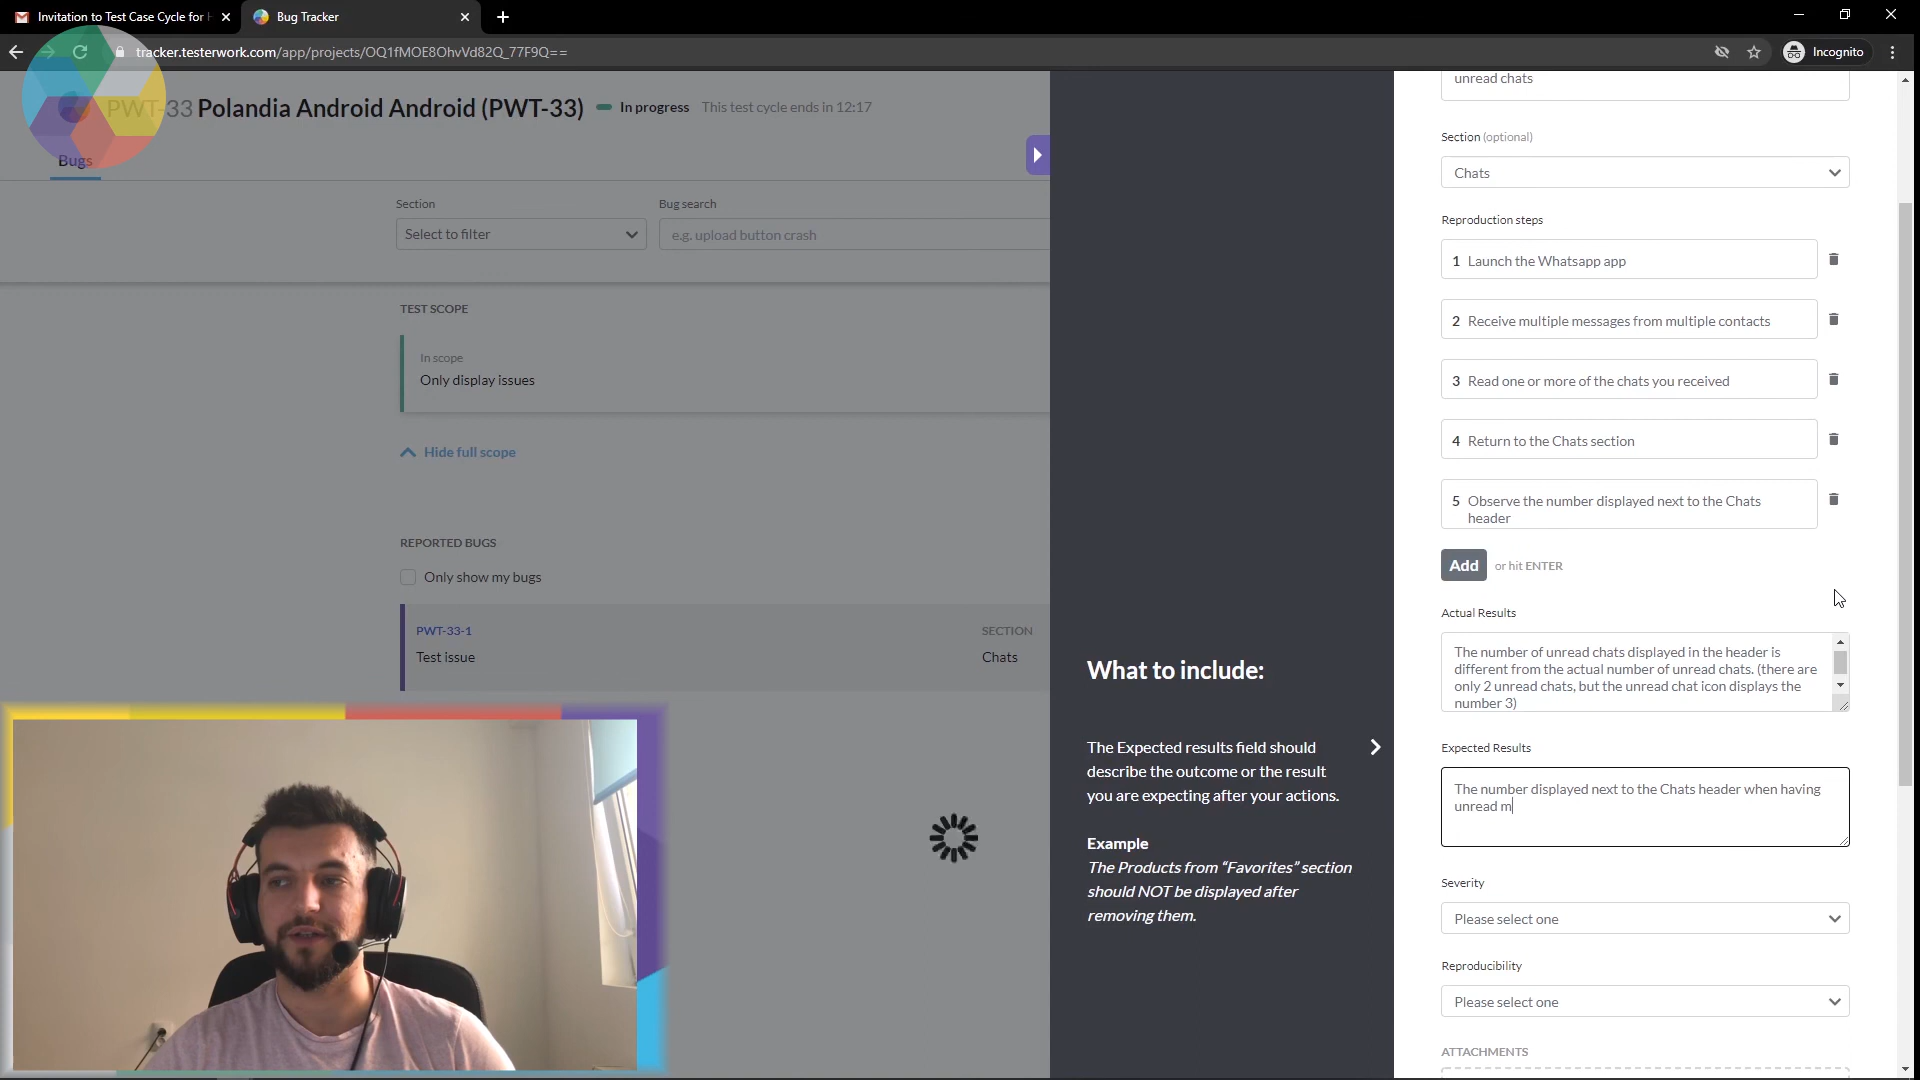 Invitation to Test Case Cycle for
Bug Tracker
tracker.testerwork.com/app/projects/OQ1fMOE8OhvVd82Q_77F9Q==
Incognito
PWT-33 Polandia Android Android (PWT-33)
In progress
This test cycle ends in 12:17
Bugs
Section
Select to filter
Bug search
e.g. upload button crash
TEST SCOPE
In scope
Only display issues
Hide full scope
REPORTED BUGS
Only show my bugs
PWT-33-1
Test issue
SECTION
Chats
What to include:
The Expected results field should
describe the outcome or the result
you are expecting after your actions.
Example
The Products from “Favorites” section
should NOT be displayed after
removing them.
unread chats
Section (optional)
Chats
Reproduction steps
1 Launch the Whatsapp app
2 Receive multiple messages from multiple contacts
3 Read one or more of the chats you received
4 Return to the Chats section
5 Observe the number displayed next to the Chats
header
Add or hit ENTER
Actual Results
The number of unread chats displayed in the header is
different from the actual number of unread chats. (there are
only 2 unread chats, but the unread chat icon displays the
number 3)
Expected Results
The number displayed next to the Chats header when having
unread m
Severity
Please select one
Reproducibility
Please select one
ATTACHMENTS